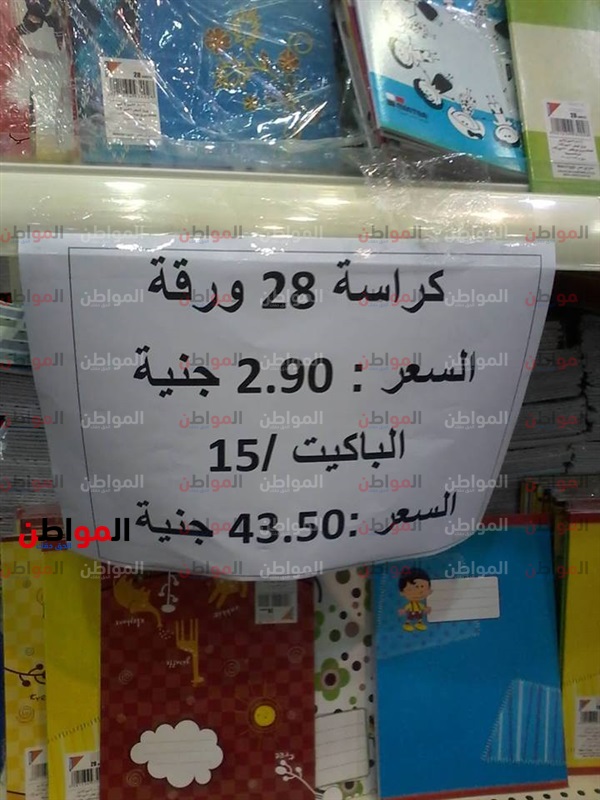 كراسة 28 ورقة
السعر : 2.90 جنية
الباكيت /15
السعر :43.50 جنية
المواطن